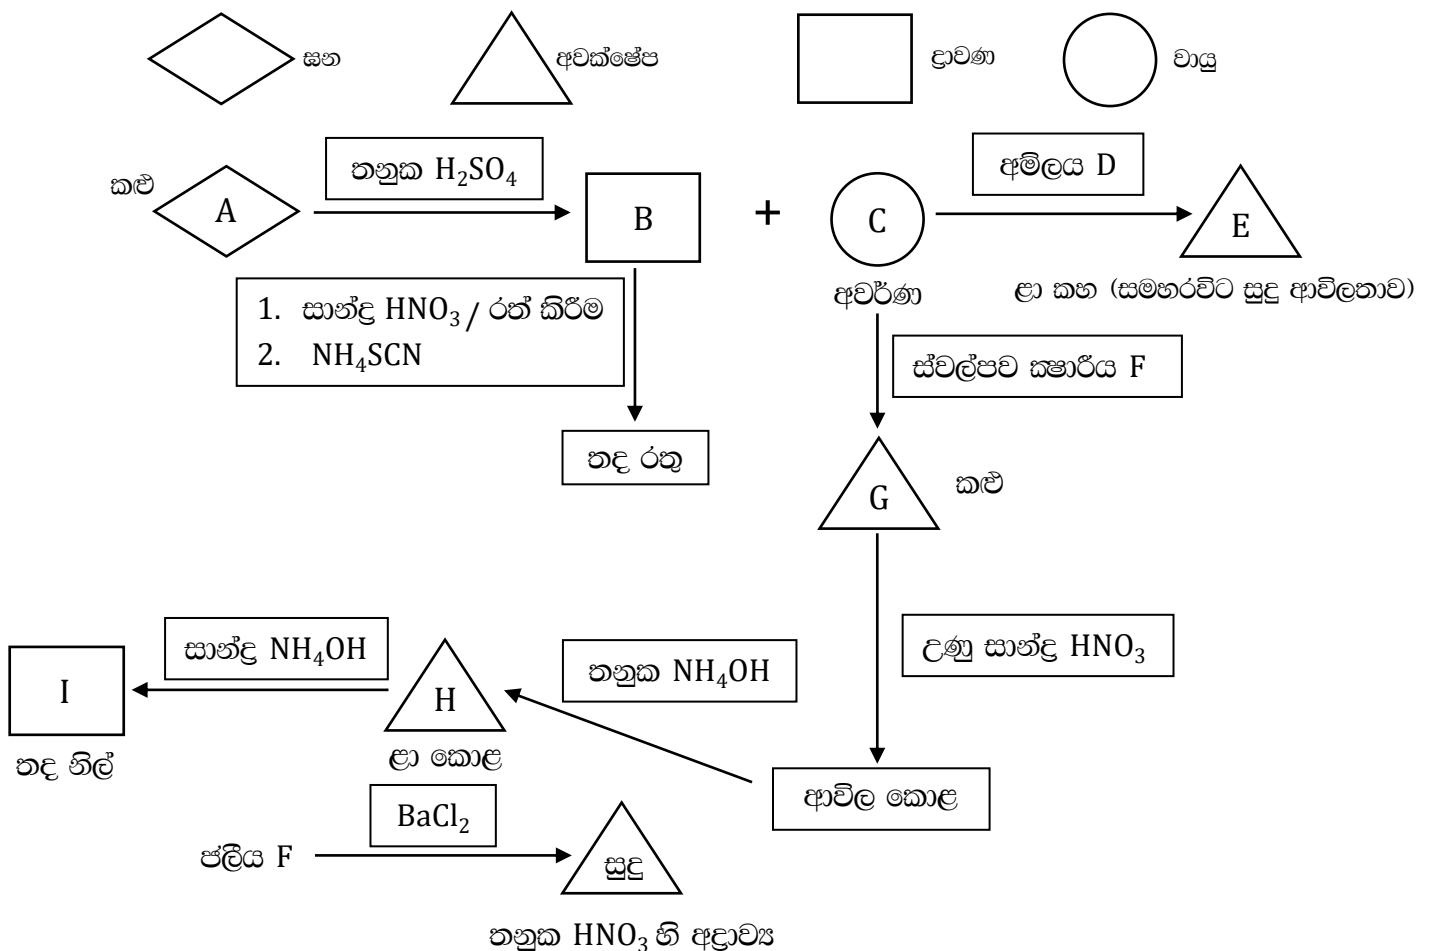 ඝන
අවක්ෂේප
ද්‍රාවණ
වායු
කළු
A
තනුක H₂SO₄
B
+
C
අවර්ණ
අම්ලය D
E
ළා කහ (සමහරවිට සුදු ආවිලතාව)
1. සාන්ද්‍ර HNO₃ / රත් කිරීම
2. NH₄SCN
තද රතු
ස්වල්පව ක්‍ෂාරීය F
G
කළු
උණු සාන්ද්‍ර HNO₃
ආවිල කොළ
තනුක NH₄OH
H
ළා කොළ
සාන්ද්‍ර NH₄OH
I
තද නිල්
ජලීය F
BaCl₂
සුදු
තනුක HNO₃ හි අද්‍රාව්‍ය